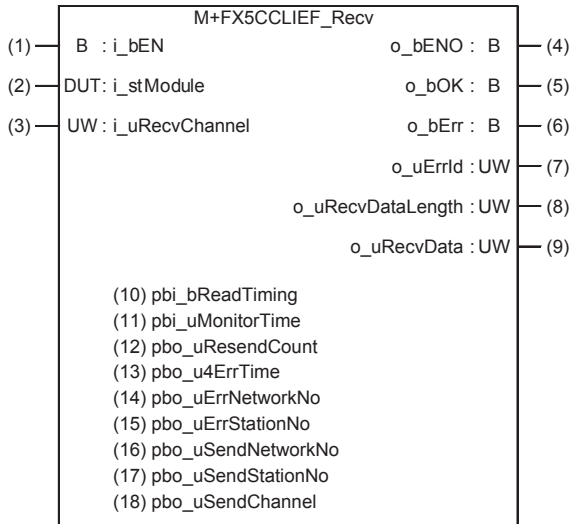 M+FX5CCLIEF_Recv
(1) B : i_bEN o_bENO : B (4)
(2) DUT: i_stModule o_bOK : B (5)
(3) UW : i_uRecvChannel o_bErr : B (6)
o_uErrId : UW (7)
o_uRecvDataLength : UW (8)
o_uRecvData : UW (9)
(10) pbi_bReadTiming
(11) pbi_uMonitorTime
(12) pbo_uResendCount
(13) pbo_u4ErrTime
(14) pbo_uErrNetworkNo
(15) pbo_uErrStationNo
(16) pbo_uSendNetworkNo
(17) pbo_uSendStationNo
(18) pbo_uSendChannel